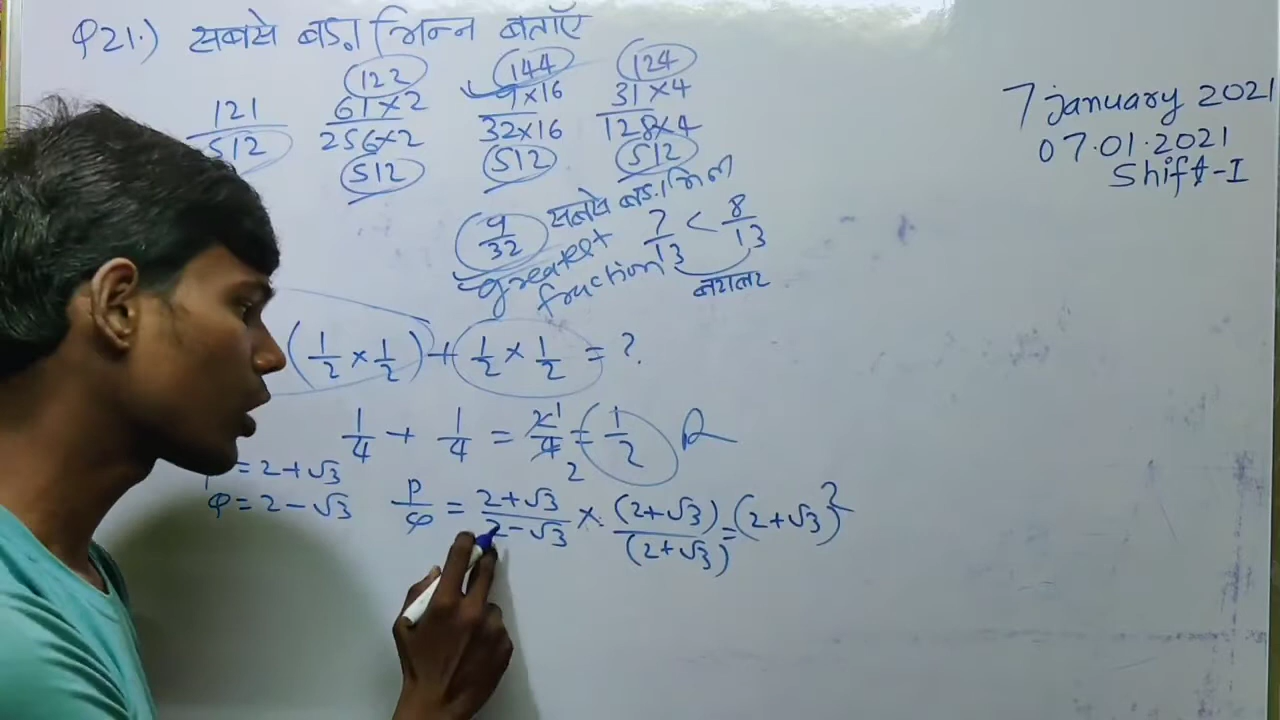 Q21.) सबसे बड़ा भिन्न बताएँ
122 144 124
121/512 61×2/256×2 9×16/32×16 31×4/128×4
512 512 512
9/32 सबसे बड़ा भिन्न
greatest fraction
7/13 < 8/13
(1/2 × 1/2) + 1/2 × 1/2 = ?
1/4 + 1/4 = 2 1/4 2 = 1/2
= 2+√3
φ = 2-√3 P/φ = 2+√3/2-√3 × (2+√3)/(2+√3) = (2+√3)²
7 january 2021
07.01.2021
Shift-I